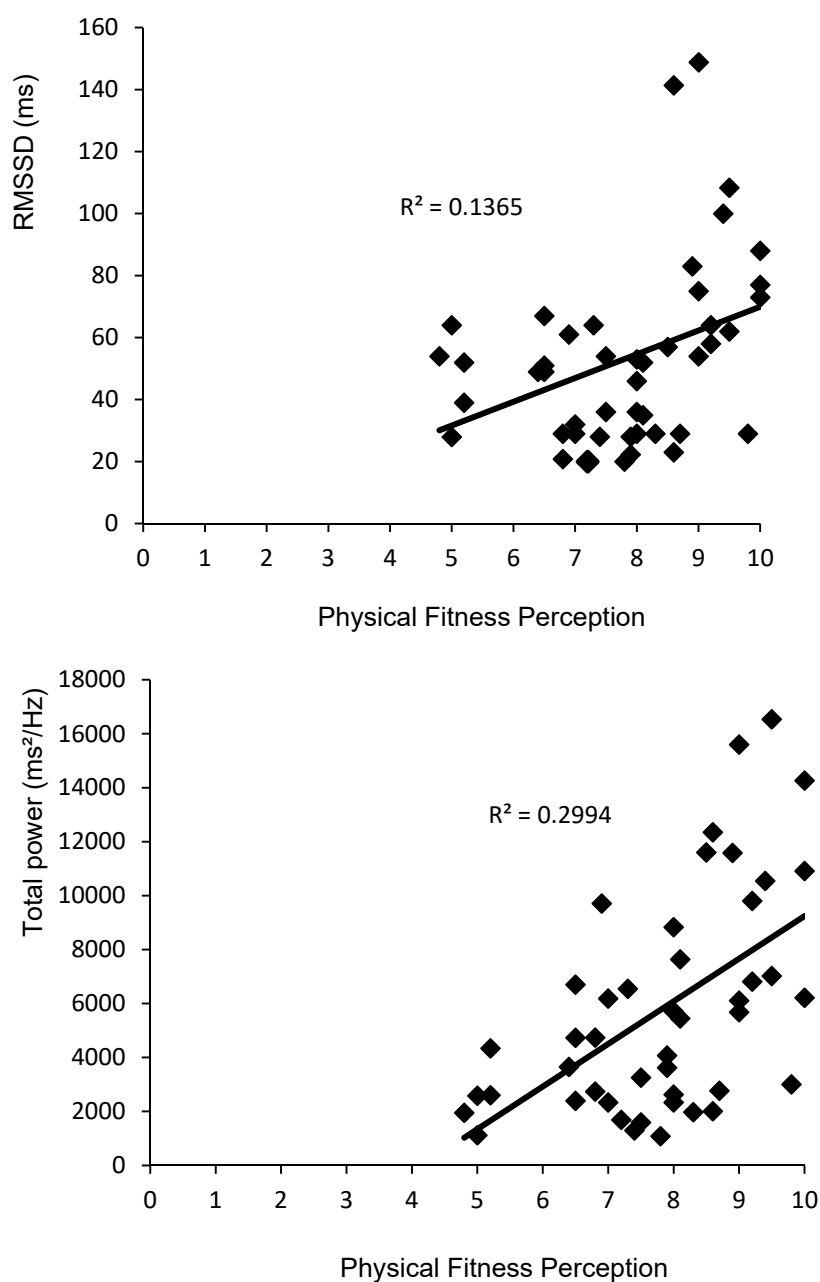 160
140
120
100
80
60
40
20
0
RMSSD (ms)
R² = 0.1365
0 1 2 3 4 5 6 7 8 9 10
Physical Fitness Perception
18000
16000
14000
12000
10000
8000
6000
4000
2000
0
Total power (ms²/Hz)
R² = 0.2994
0 1 2 3 4 5 6 7 8 9 10
Physical Fitness Perception